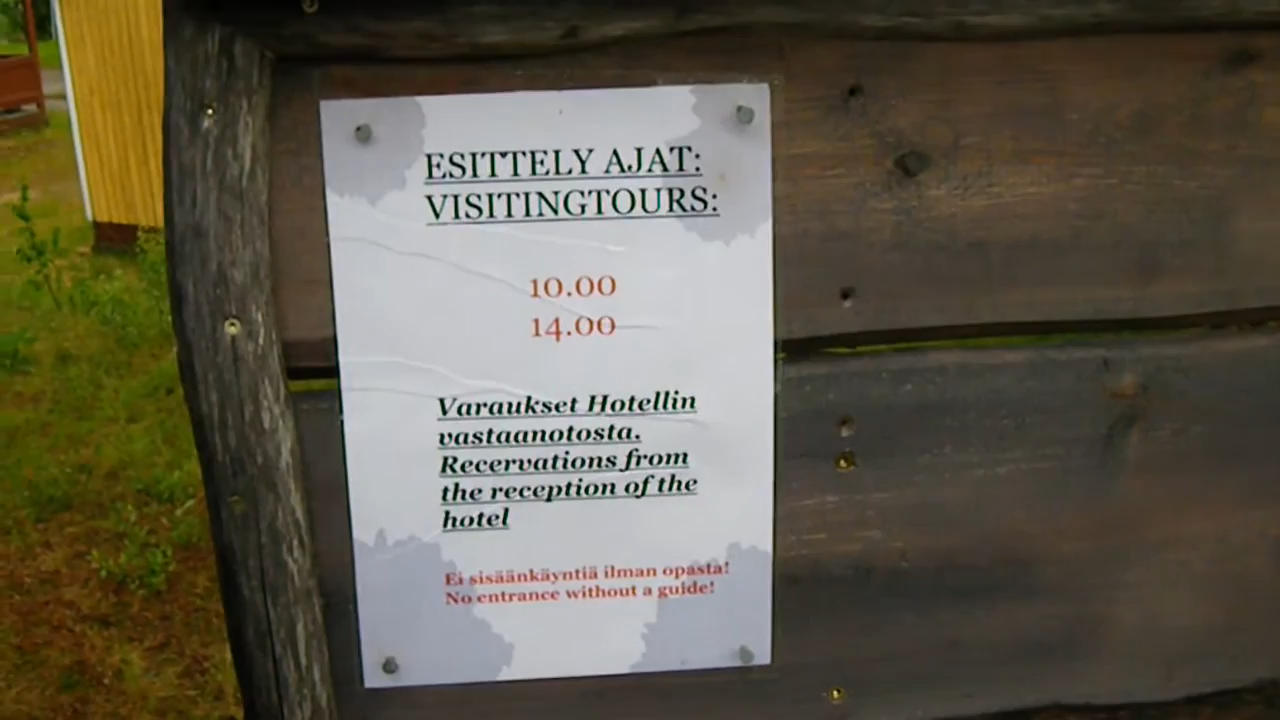 ESITTELY AJAT:
VISITINGTOURS:
10.00
14.00
Varaukset Hotellin
vastaanotosta.
Recervations from
the reception of the
hotel
Ei sisäänkäyntiä ilman opasta!
No entrance without a guide!